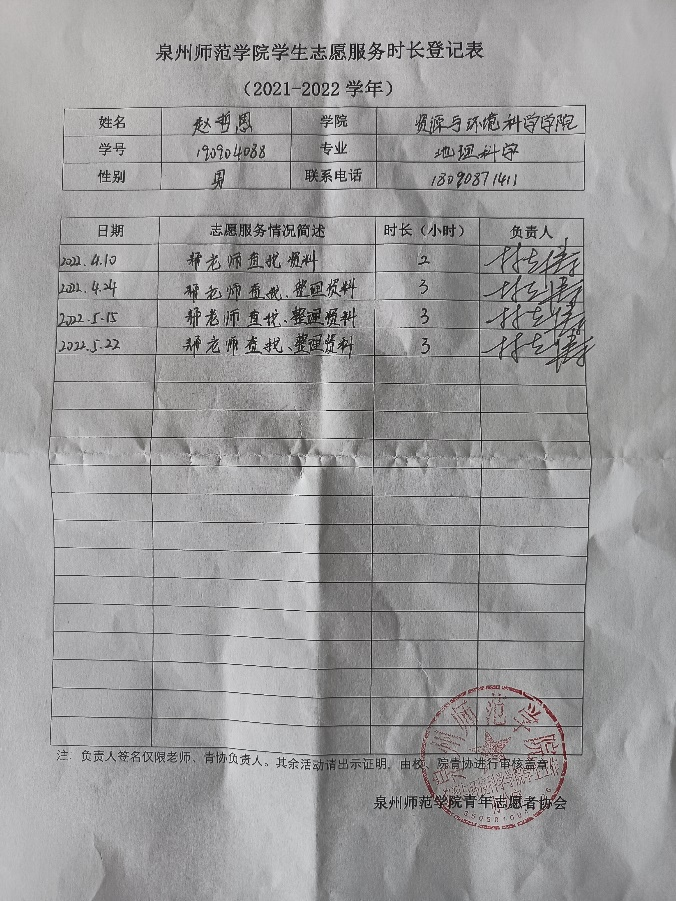 泉州师范学院学生志愿服务时长登记表
（2021-2022 学年）
姓名 赵哲恩 学院 资源与环境科学学院
学号 190904088 专业 地理科学
性别 男 联系电话 18090871411
日期 志愿服务情况简述 时长（小时） 负责人
2022.4.10 帮老师查找资料 2
2022.4.24 帮老师查找、整理资料 3
2022.5.15 帮老师查找、整理资料 3
2022.5.22 帮老师查找、整理资料 3
注：负责人签名仅限老师、青协负责人。其余活动请出示证明，由校、院青协进行审核盖章。
泉州师范学院青年志愿者协会